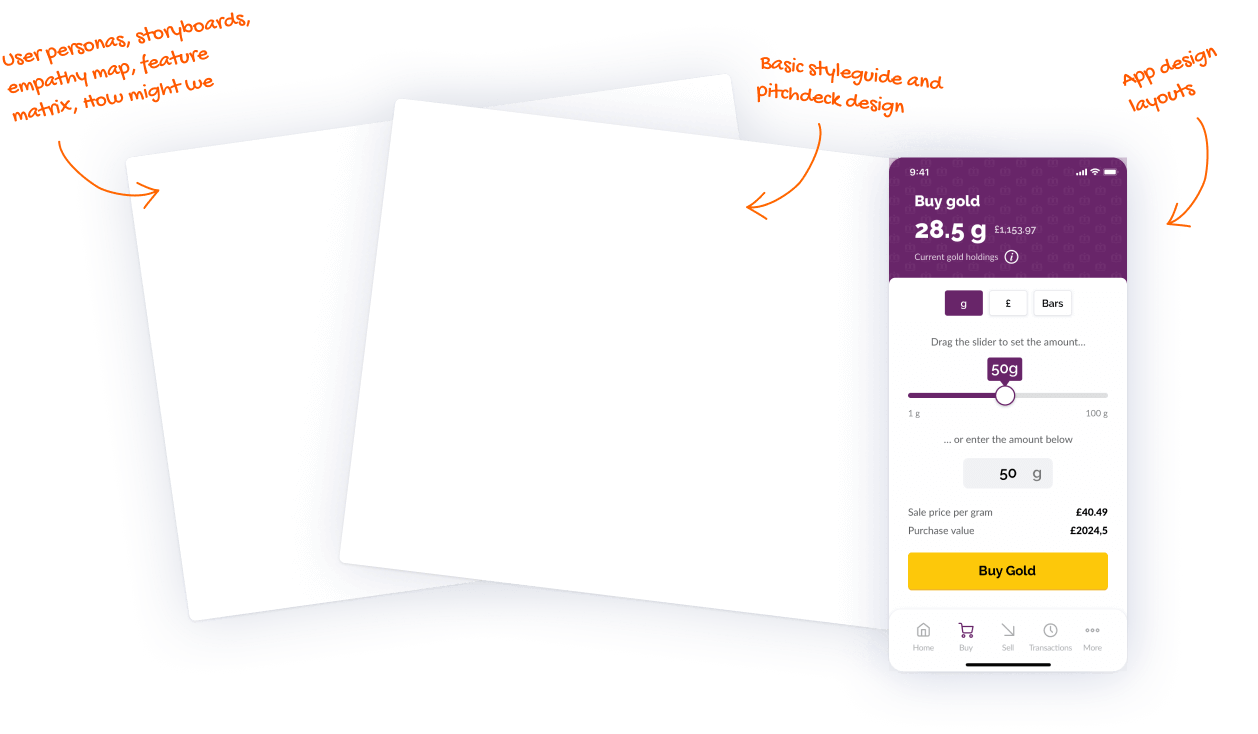 User personas, storyboards,
empathy map, feature
matrix, How might we
Basic styleguide and
pitchdeck design
App design
layouts
9:41
Buy gold
28.5 g £1,153.97
Current gold holdings i
g £ Bars
Drag the slider to set the amount...
50g
1 g 100 g
... or enter the amount below
50 g
Sale price per gram £40.49
Purchase value £2024,5
Buy Gold
Home Buy Sell Transactions More